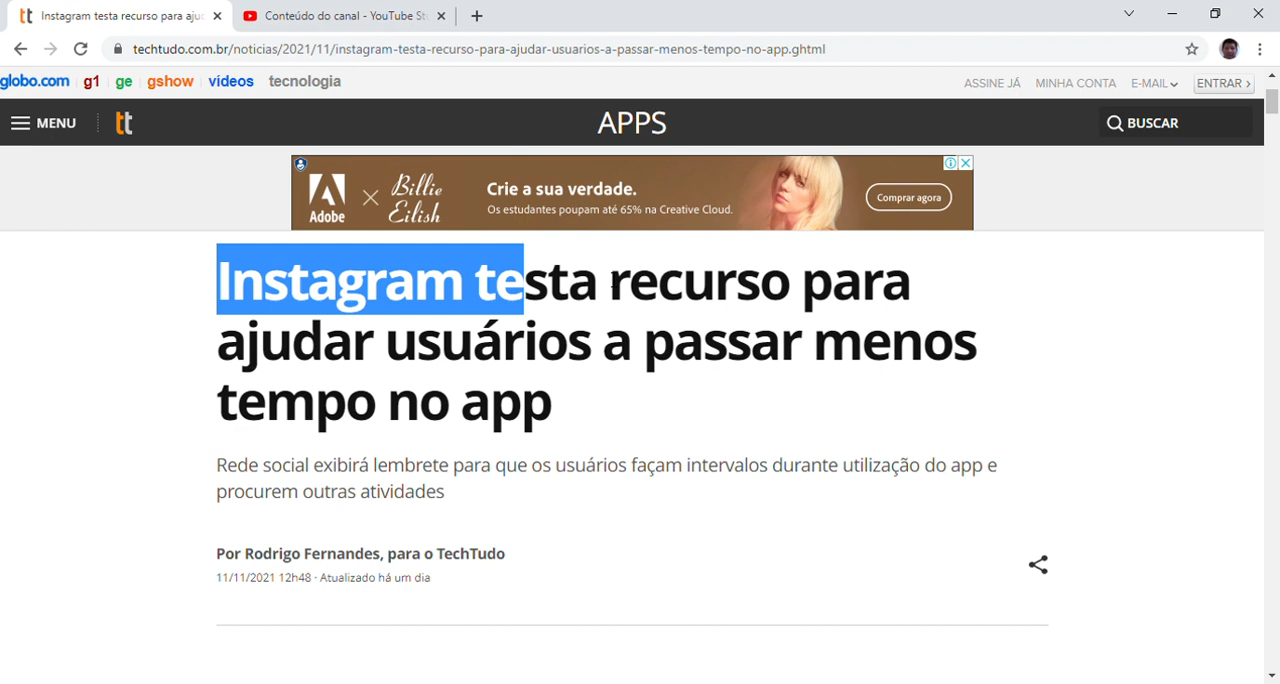 Instagram testa recurso para aju
Conteúdo do canal - YouTube St
techtudo.com.br/noticias/2021/11/instagram-testa-recurso-para-ajudar-usuarios-a-passar-menos-tempo-no-app.ghtml
globo.com g1 ge gshow vídeos tecnologia ASSINE JÁ MINHA CONTA E-MAIL ENTRAR ›
MENU tt APPS BUSCAR
Adobe × Billie Eilish
Crie a sua verdade.
Os estudantes poupam até 65% na Creative Cloud.
Comprar agora
Instagram testa recurso para
ajudar usuários a passar menos
tempo no app
Rede social exibirá lembrete para que os usuários façam intervalos durante utilização do app e
procurem outras atividades
Por Rodrigo Fernandes, para o TechTudo
11/11/2021 12h48 · Atualizado há um dia